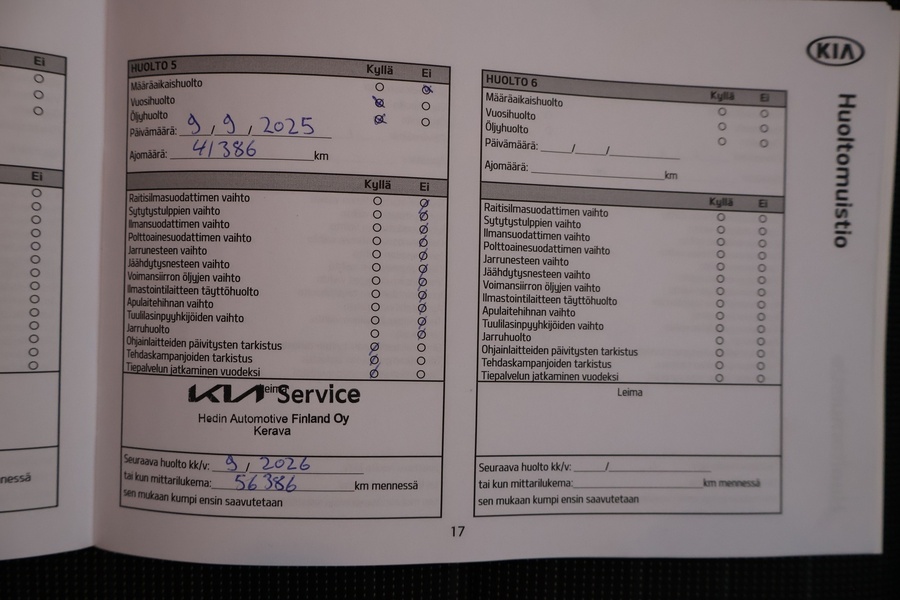 Ei
Ei
nessä
HUOLTO 5 Kyllä Ei
Määräaikaishuolto
Vuosihuolto
Öljyhuolto
Päivämäärä: 9 / 9 / 2025
Ajomäärä: 41386 km
Kyllä Ei
Raitisilmasuodattimen vaihto
Sytytystulppien vaihto
Ilmansuodattimen vaihto
Polttoainesuodattimen vaihto
Jarrunesteen vaihto
Jäähdytysnesteen vaihto
Voimansiirron öljyjen vaihto
Ilmastointilaitteen täyttöhuolto
Apulaitehihnan vaihto
Tuulilasinpyyhkijöiden vaihto
Jarruhuolto
Ohjainlaitteiden päivitysten tarkistus
Tehdaskampanjoiden tarkistus
Tiepalvelun jatkaminen vuodeksi
Leima
KIA Service
Hedin Automotive Finland Oy
Kerava
Seuraava huolto kk/v: 9 / 2026
tai kun mittarilukema: 56386 km mennessä
sen mukaan kumpi ensin saavutetaan
HUOLTO 6 Kyllä Ei
Määräaikaishuolto
Vuosihuolto
Öljyhuolto
Päivämäärä: / /
Ajomäärä: km
Kyllä Ei
Raitisilmasuodattimen vaihto
Sytytystulppien vaihto
Ilmansuodattimen vaihto
Polttoainesuodattimen vaihto
Jarrunesteen vaihto
Jäähdytysnesteen vaihto
Voimansiirron öljyjen vaihto
Ilmastointilaitteen täyttöhuolto
Apulaitehihnan vaihto
Tuulilasinpyyhkijöiden vaihto
Jarruhuolto
Ohjainlaitteiden päivitysten tarkistus
Tehdaskampanjoiden tarkistus
Tiepalvelun jatkaminen vuodeksi
Leima
Seuraava huolto kk/v: /
tai kun mittarilukema: km mennessä
sen mukaan kumpi ensin saavutetaan
KIA
Huoltomuistio
17